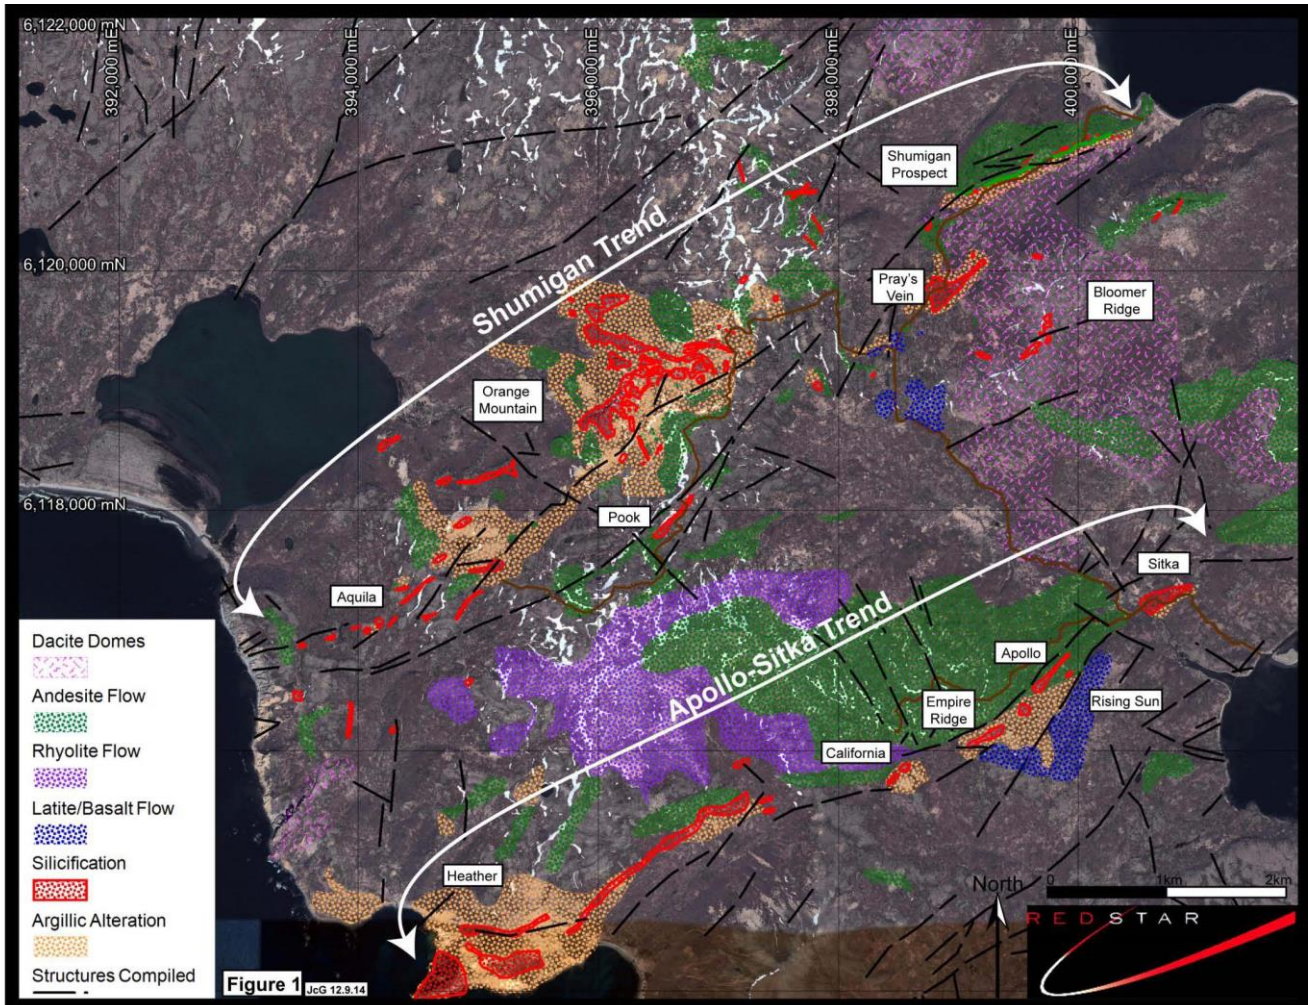 6,122,000 mN
392,000 mE
394,000 mE
396,000 mE
398,000 mE
400,000 mE
Shumigan
Prospect
Shumigan Trend
6,120,000 mN
Pray's
Vein
Bloomer
Ridge
Orange
Mountain
6,118,000 mN
Pook
Sitka
Aquila
Apollo-Sitka Trend
Apollo
Empire
Ridge
Rising Sun
California
Heather
Dacite Domes
Andesite Flow
Rhyolite Flow
Latite/Basalt Flow
Silicification
Argillic Alteration
Structures Compiled
Figure 1
JcG 12.9.14
North
0
1km
2km
REDSTAR